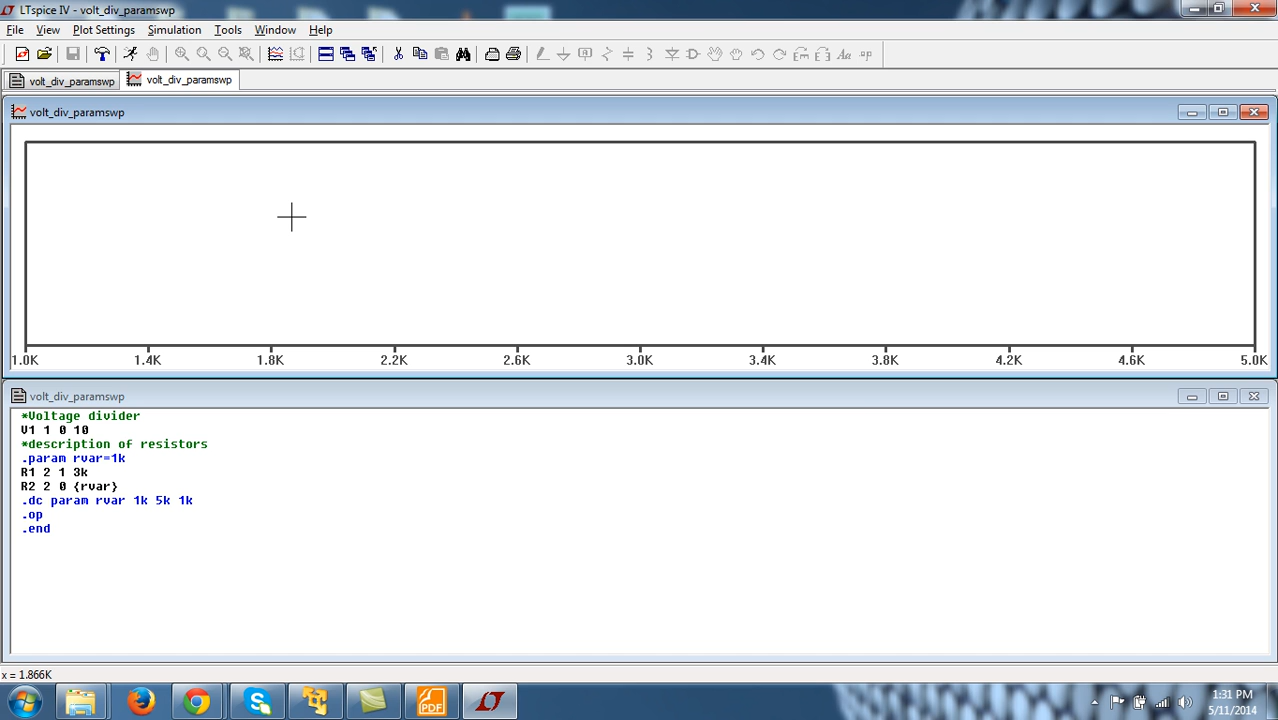 LTspice IV - volt_div_paramswp
File View Plot Settings Simulation Tools Window Help
Aa
volt_div_paramswp volt_div_paramswp
volt_div_paramswp
1.0K 1.4K 1.8K 2.2K 2.6K 3.0K 3.4K 3.8K 4.2K 4.6K 5.0K
volt_div_paramswp
*Voltage divider
V1 1 0 10
*description of resistors
.param rvar=1k
R1 2 1 3k
R2 2 0 {rvar}
.dc param rvar 1k 5k 1k
.op
.end
x = 1.866K
PDF
1:31 PM
5/11/2014